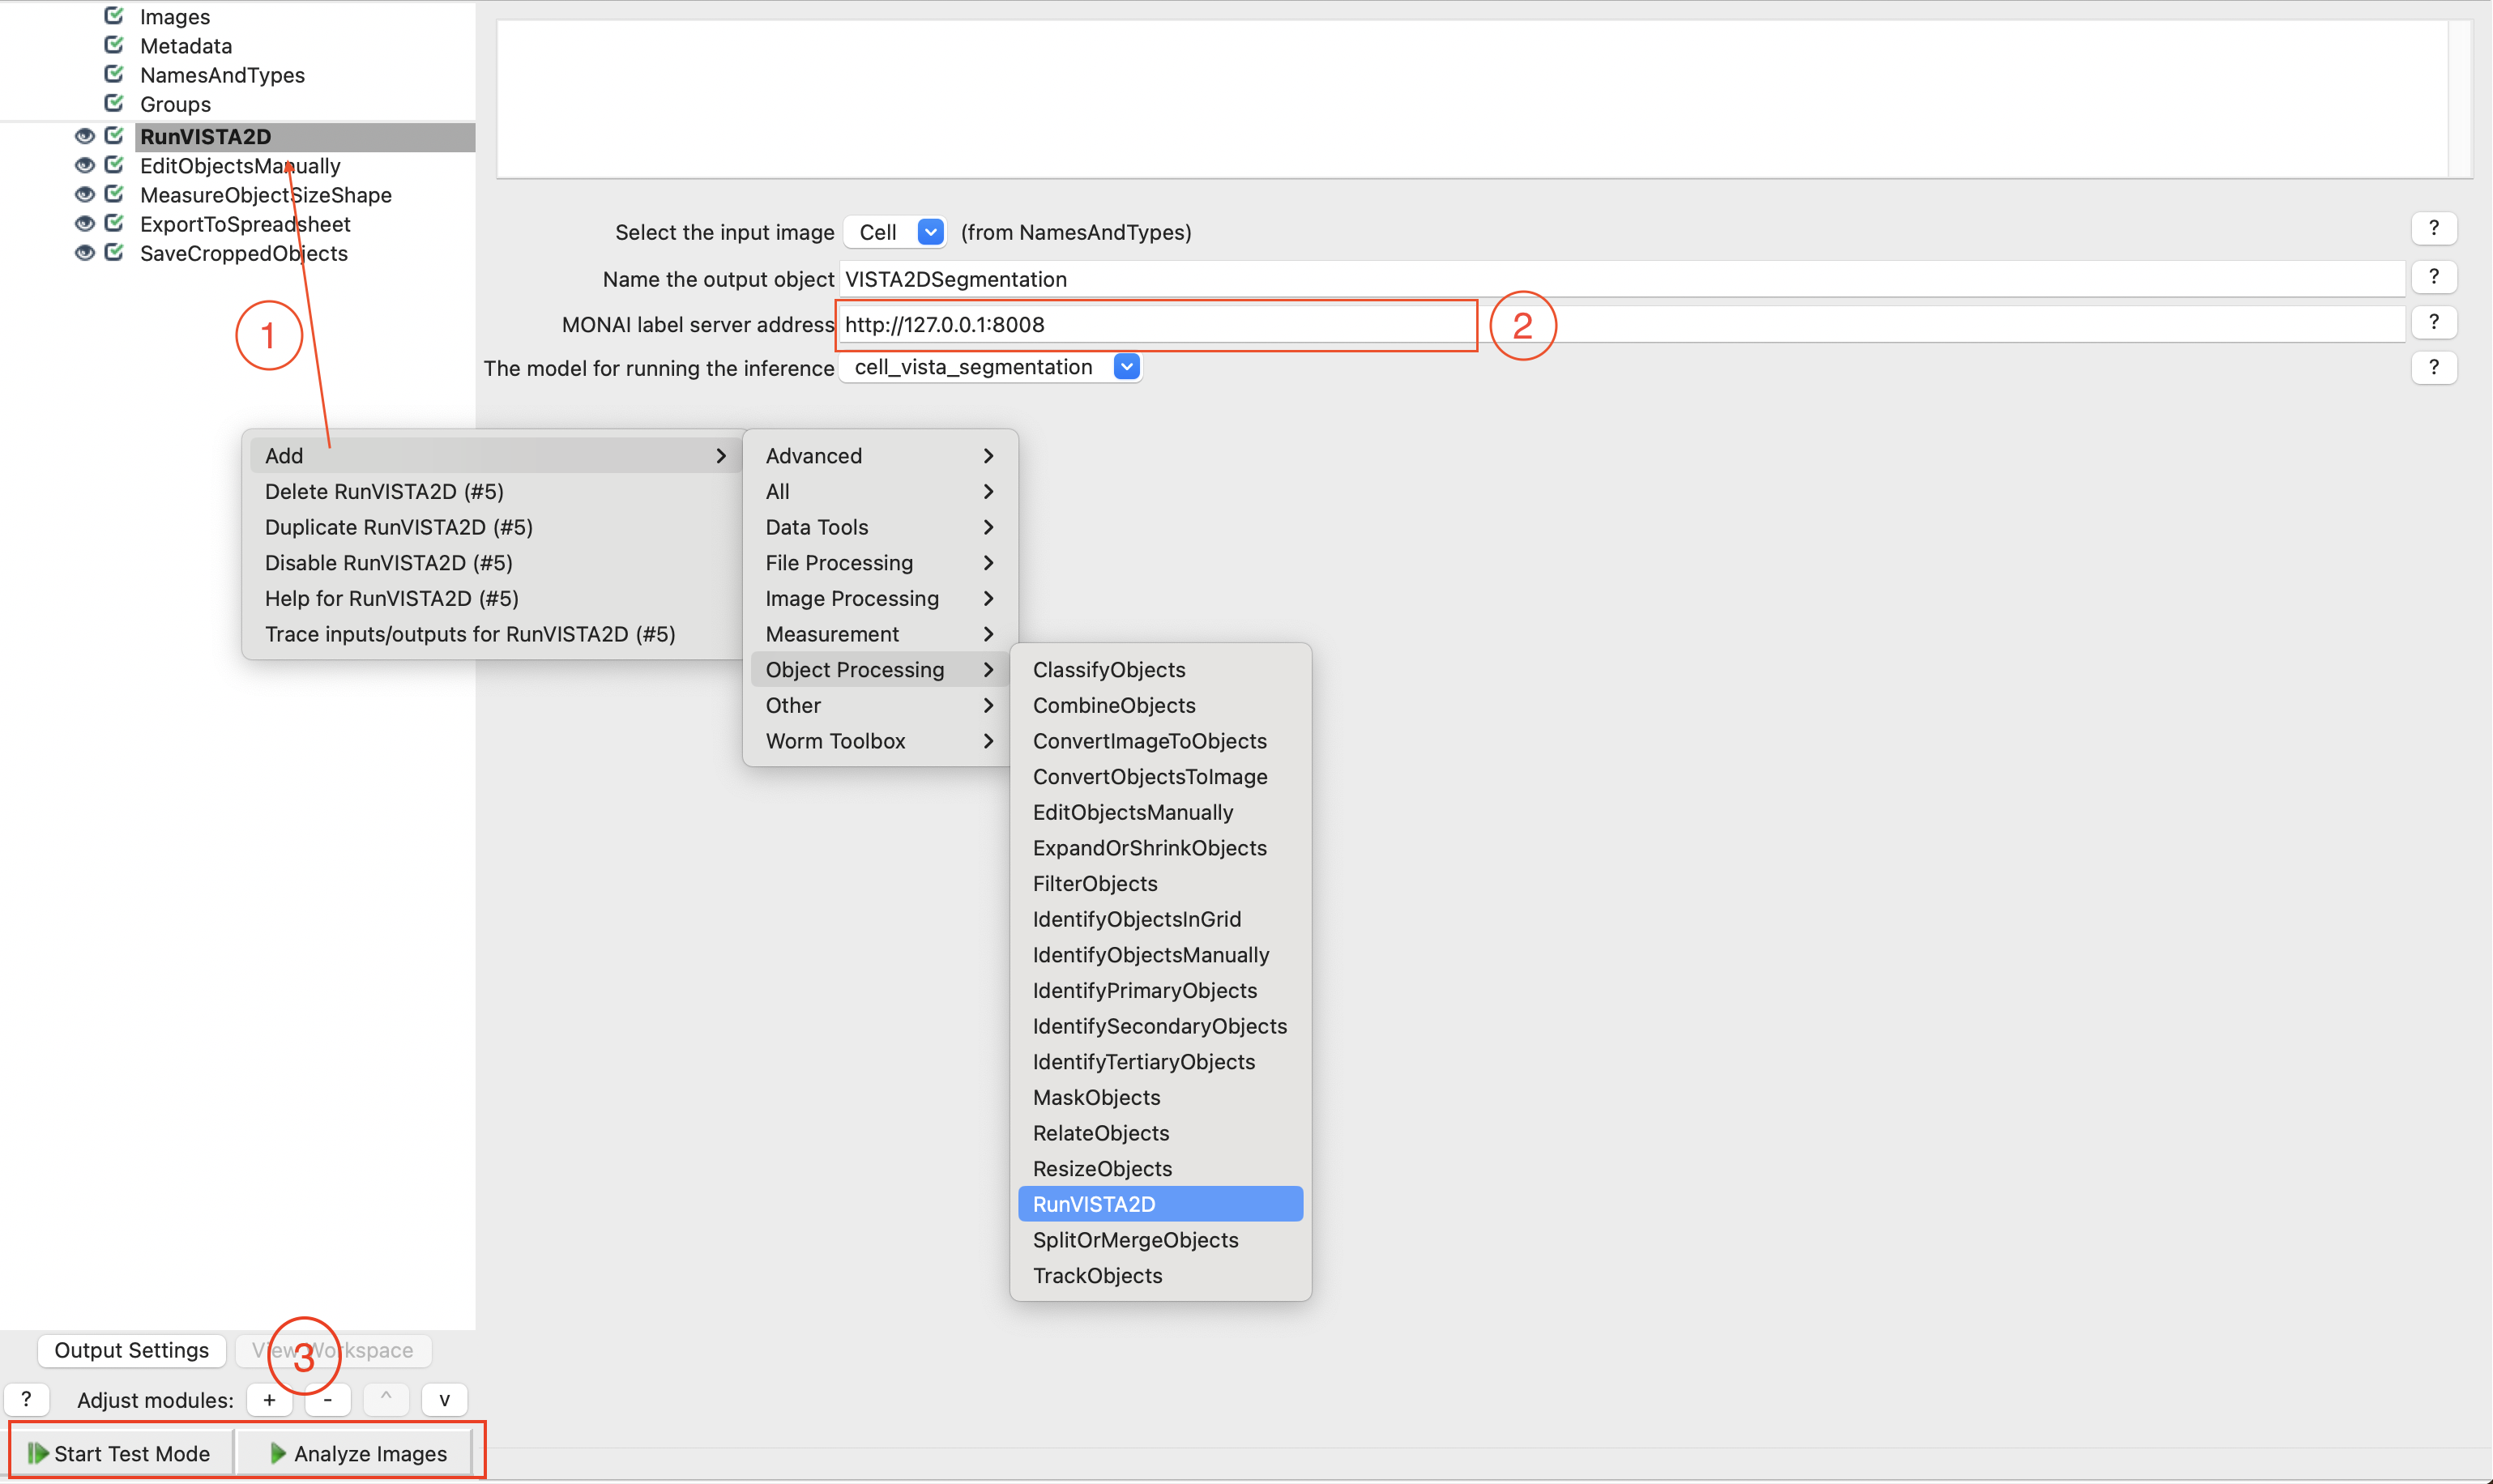 Images
Metadata
NamesAndTypes
Groups
RunVISTA2D
EditObjectsManually
MeasureObjectSizeShape
ExportToSpreadsheet
SaveCroppedObjects
1
Select the input image Cell (from NamesAndTypes) ?
Name the output object VISTA2DSegmentation ?
MONAI label server address http://127.0.0.1:8008 2 ?
The model for running the inference cell_vista_segmentation ?
Add
Delete RunVISTA2D (#5)
Duplicate RunVISTA2D (#5)
Disable RunVISTA2D (#5)
Help for RunVISTA2D (#5)
Trace inputs/outputs for RunVISTA2D (#5)
Advanced
All
Data Tools
File Processing
Image Processing
Measurement
Object Processing
Other
Worm Toolbox
ClassifyObjects
CombineObjects
ConvertImageToObjects
ConvertObjectsToImage
EditObjectsManually
ExpandOrShrinkObjects
FilterObjects
IdentifyObjectsInGrid
IdentifyObjectsManually
IdentifyPrimaryObjects
IdentifySecondaryObjects
IdentifyTertiaryObjects
MaskObjects
RelateObjects
ResizeObjects
RunVISTA2D
SplitOrMergeObjects
TrackObjects
Output Settings View Workspace
3
? Adjust modules: + - ^ v
Start Test Mode Analyze Images